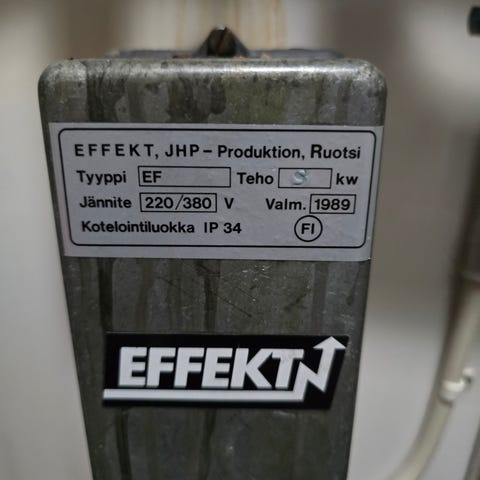 EFFEKT, JHP – Produktion, Ruotsi
Tyyppi EF Teho kw
Jännite 220/380 V Valm. 1989
Kotelointiluokka IP 34 FI
EFFEKT